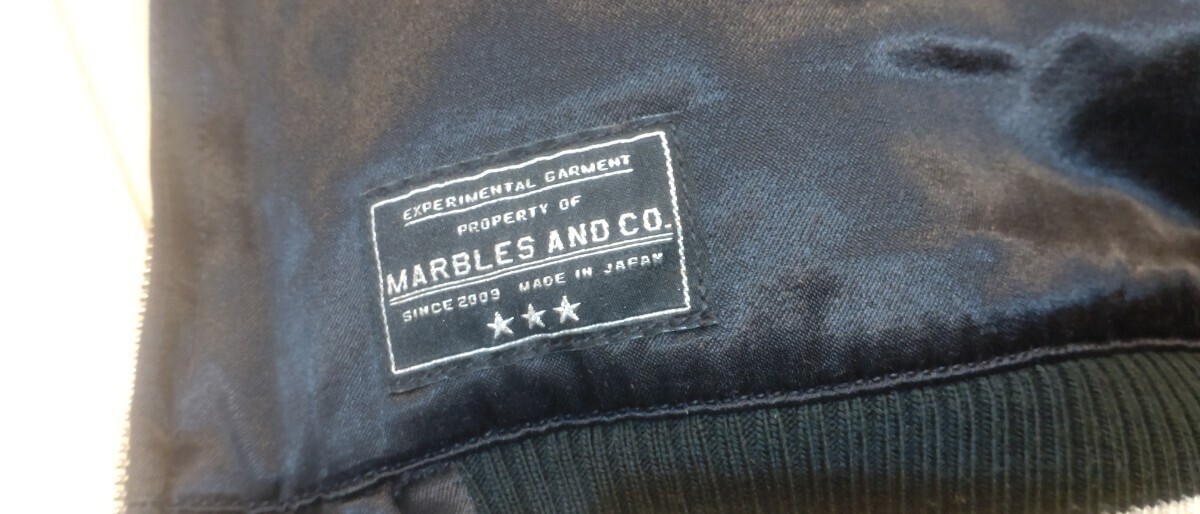 EXPERIMENTAL GARMENT
PROPERTY OF
MARBLES AND CO.
SINCE 2009 MADE IN JAPAN